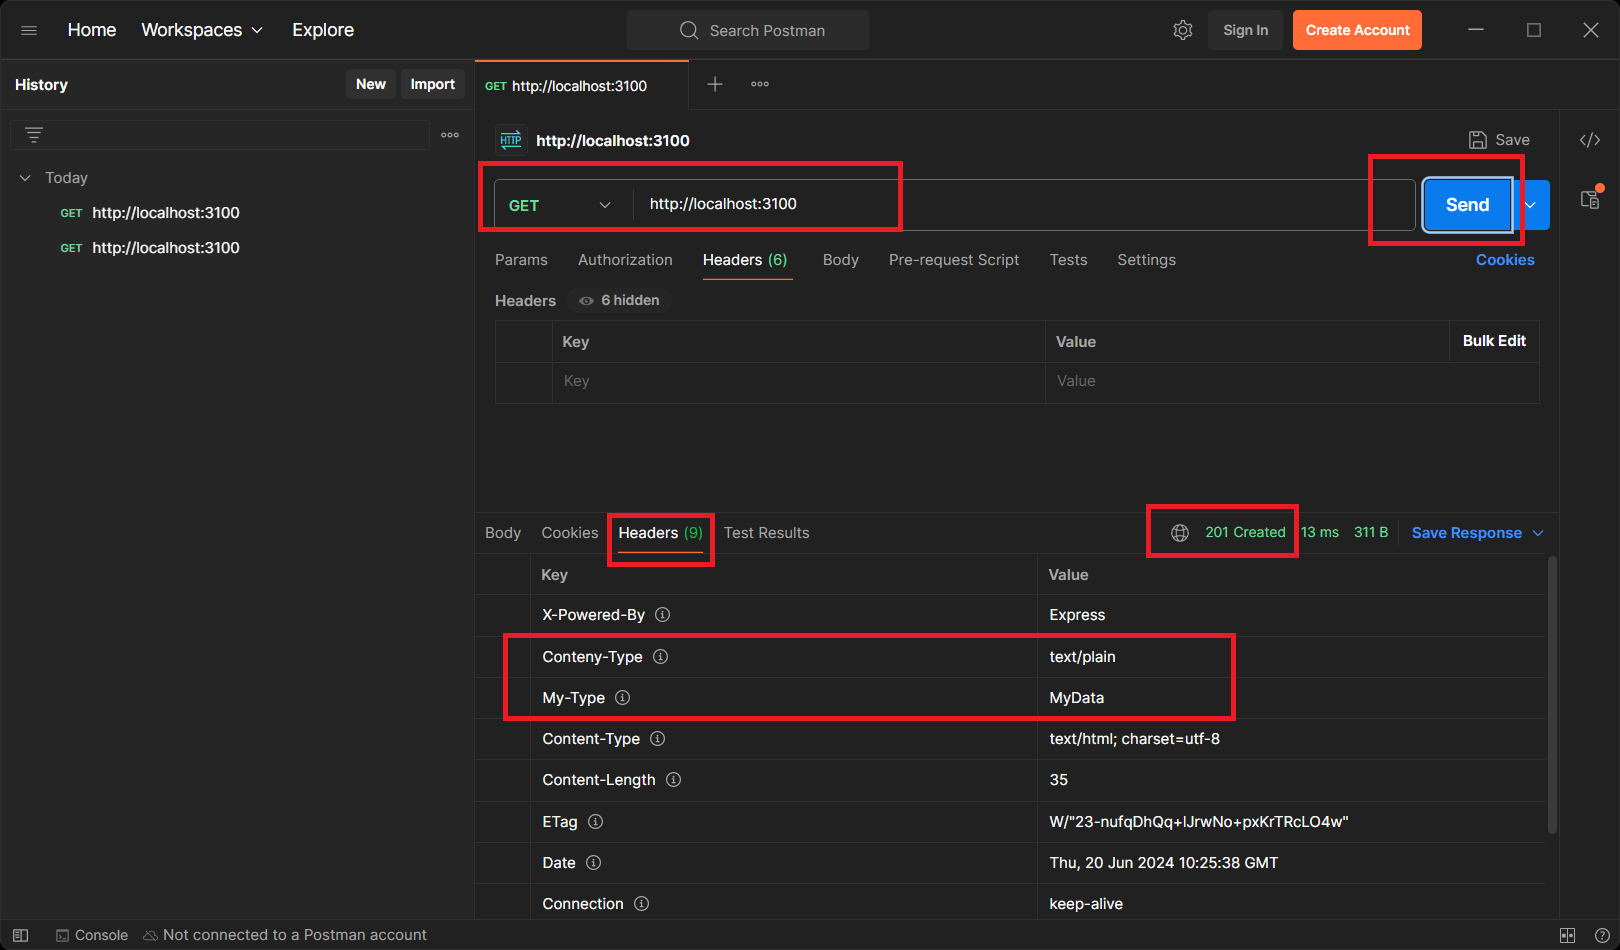 Home Workspaces Explore Search Postman Sign In Create Account
History New Import GET http://localhost:3100
HTTP http://localhost:3100 Save
Today
GET http://localhost:3100
GET http://localhost:3100
GET http://localhost:3100 Send
Params Authorization Headers (6) Body Pre-request Script Tests Settings Cookies
Headers 6 hidden
Key Value Bulk Edit
Key Value
Body Cookies Headers (9) Test Results 201 Created 13 ms 311 B Save Response
Key Value
X-Powered-By Express
Conteny-Type text/plain
My-Type MyData
Content-Type text/html; charset=utf-8
Content-Length 35
ETag W/"23-nufqDhQq+lJrwNo+pxKrTRcLO4w"
Date Thu, 20 Jun 2024 10:25:38 GMT
Connection keep-alive
Console Not connected to a Postman account